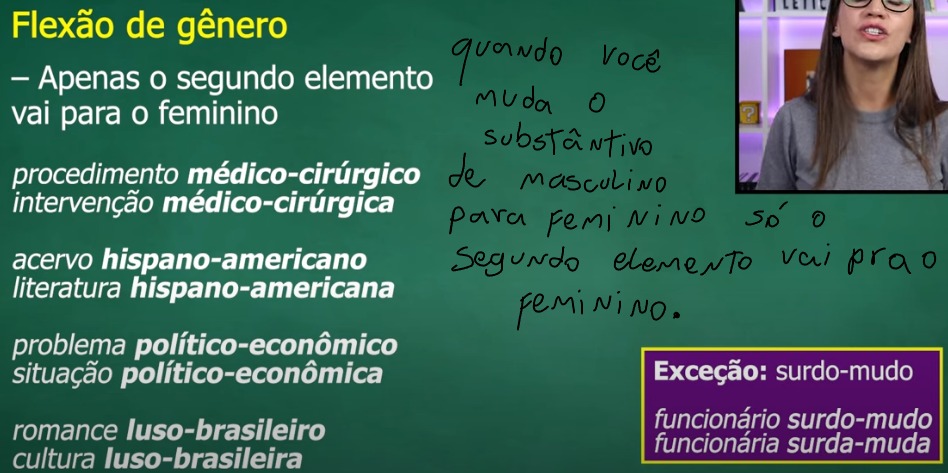 Flexão de gênero
– Apenas o segundo elemento
vai para o feminino
procedimento médico-cirúrgico
intervenção médico-cirúrgica
acervo hispano-americano
literatura hispano-americana
problema político-econômico
situação político-econômica
romance luso-brasileiro
cultura luso-brasileira
quando você
muda o
substântivo
de masculino
para feminino só o
segundo elemento vai pra o
feminino.
Exceção: surdo-mudo
funcionário surdo-mudo
funcionária surda-muda